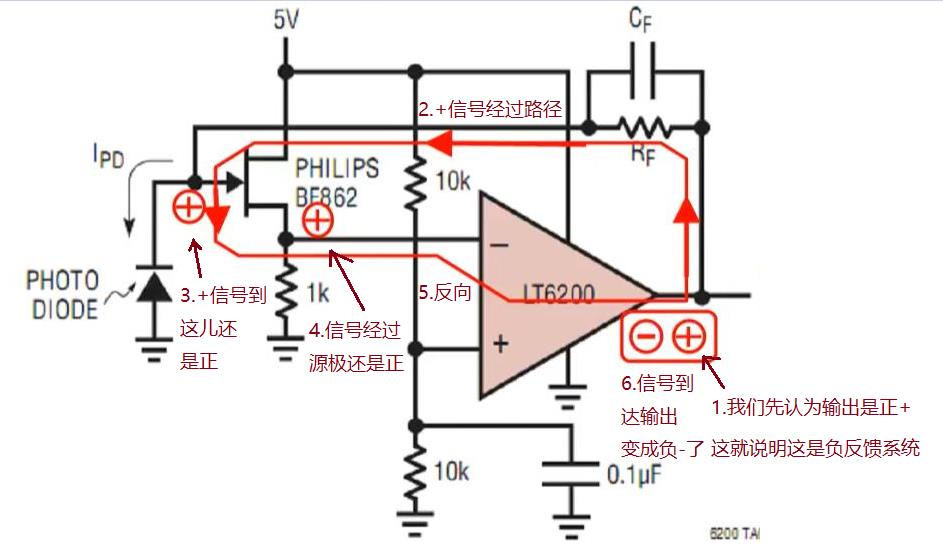 5V
CF
2.+信号经过路径
RF
IPD
PHILIPS
BF862
10k
PHOTO
DIODE
3.+信号到
这儿还
是正
1k
4.信号经过
源极还是正
5.反向
−
LT6200
+
6.信号到
达输出
变成负-了
1.我们先认为输出是正+
这就说明这是负反馈系统
10k
0.1µF
6200 TA